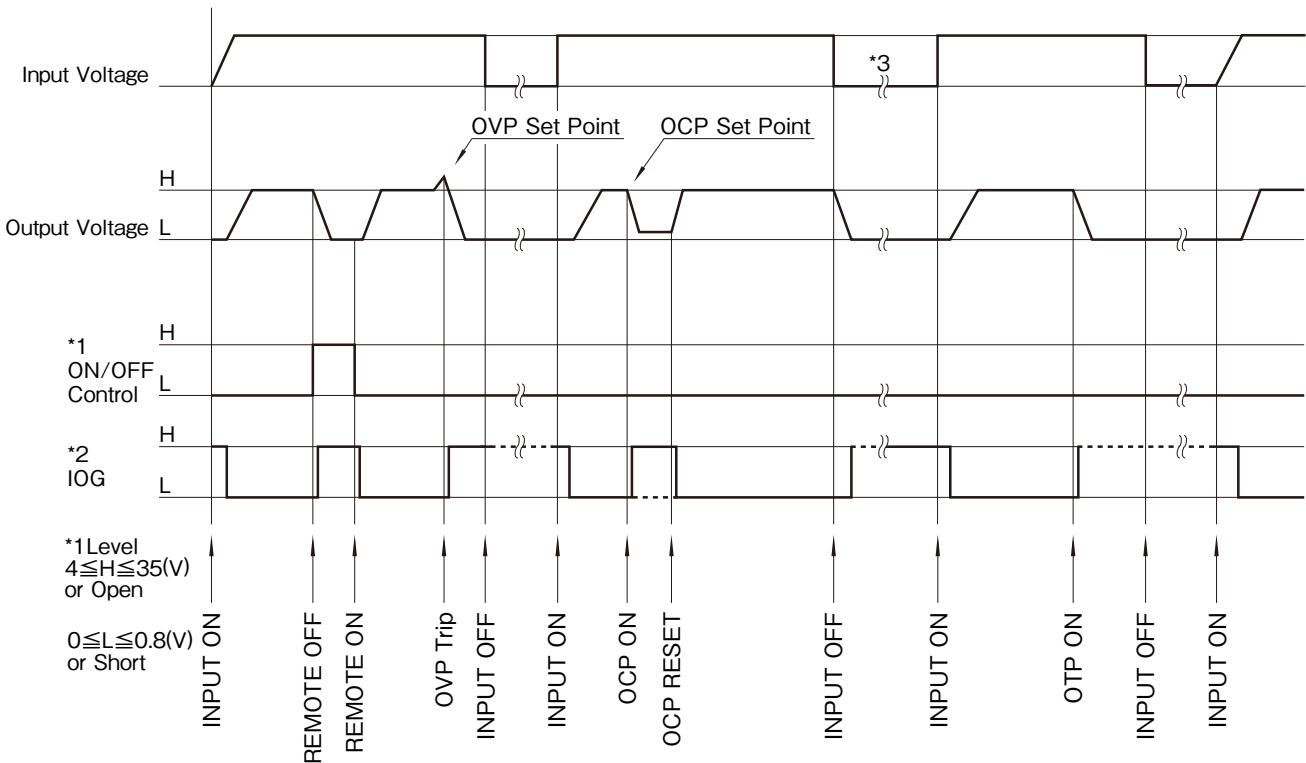 Input Voltage
*3
OVP Set Point
OCP Set Point
H
Output Voltage L
H
*1
ON/OFF
Control
L
H
*2
IOG
L
*1Level
4≦H≦35(V)
or Open
0≦L≦0.8(V)
or Short
INPUT ON
REMOTE OFF
REMOTE ON
OVP Trip
INPUT OFF
INPUT ON
OCP ON
OCP RESET
INPUT OFF
INPUT ON
OTP ON
INPUT OFF
INPUT ON